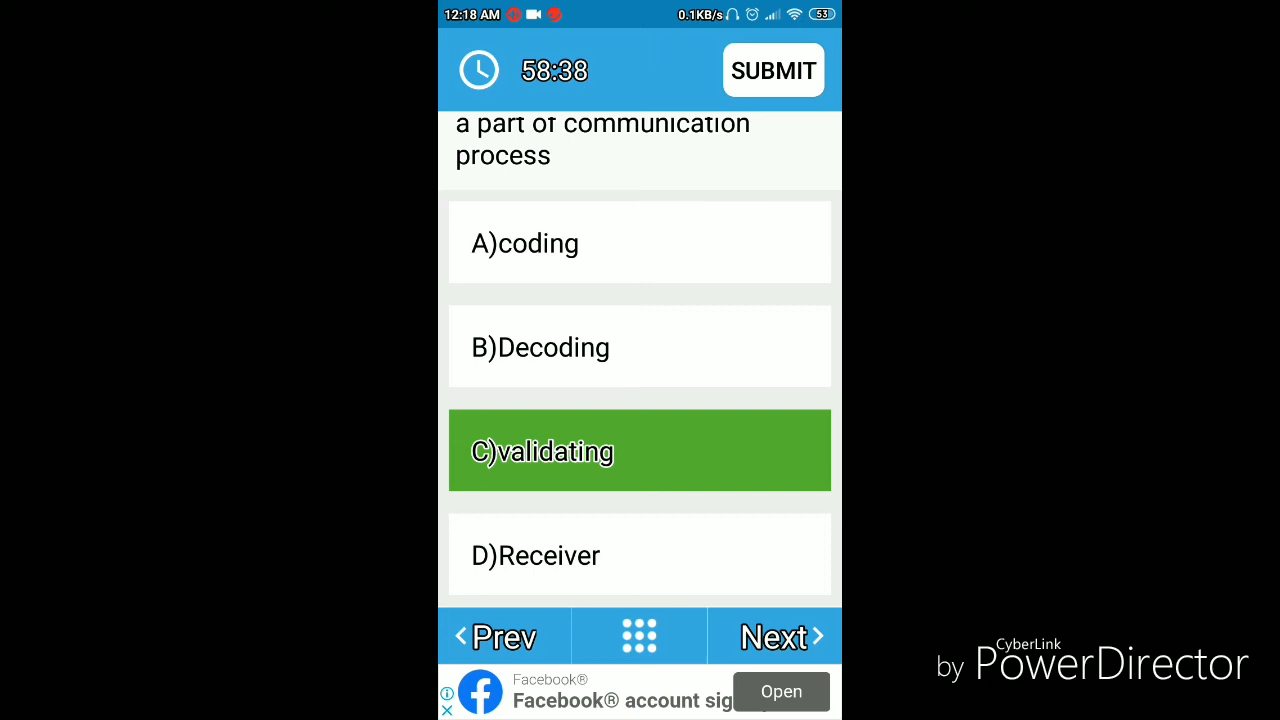 12:18 AM 0.1KB/s 53
58:38 SUBMIT
a part of communication
process
A)coding
B)Decoding
C)validating
D)Receiver
Prev Next
Facebook®
Facebook® account sig
Open
CyberLink
by PowerDirector